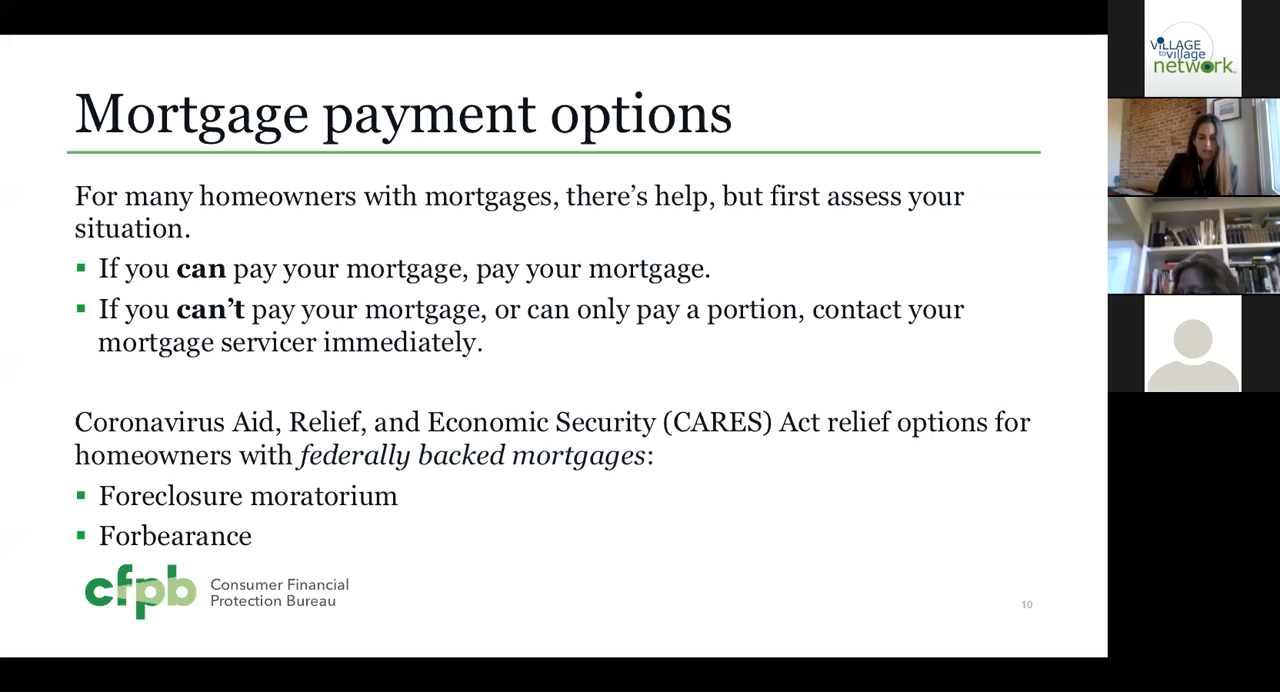 Mortgage payment options
For many homeowners with mortgages, there’s help, but first assess your
situation.
▪ If you can pay your mortgage, pay your mortgage.
▪ If you can’t pay your mortgage, or can only pay a portion, contact your
mortgage servicer immediately.
Coronavirus Aid, Relief, and Economic Security (CARES) Act relief options for
homeowners with federally backed mortgages:
▪ Foreclosure moratorium
▪ Forbearance
cfpb
Consumer Financial
Protection Bureau
10
ViLLAGE
to village
network